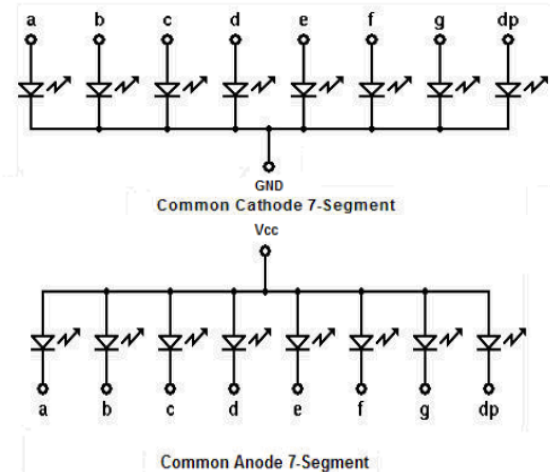 a b c d e f g dp
GND
Common Cathode 7-Segment
Vcc
a b c d e f g dp
Common Anode 7-Segment